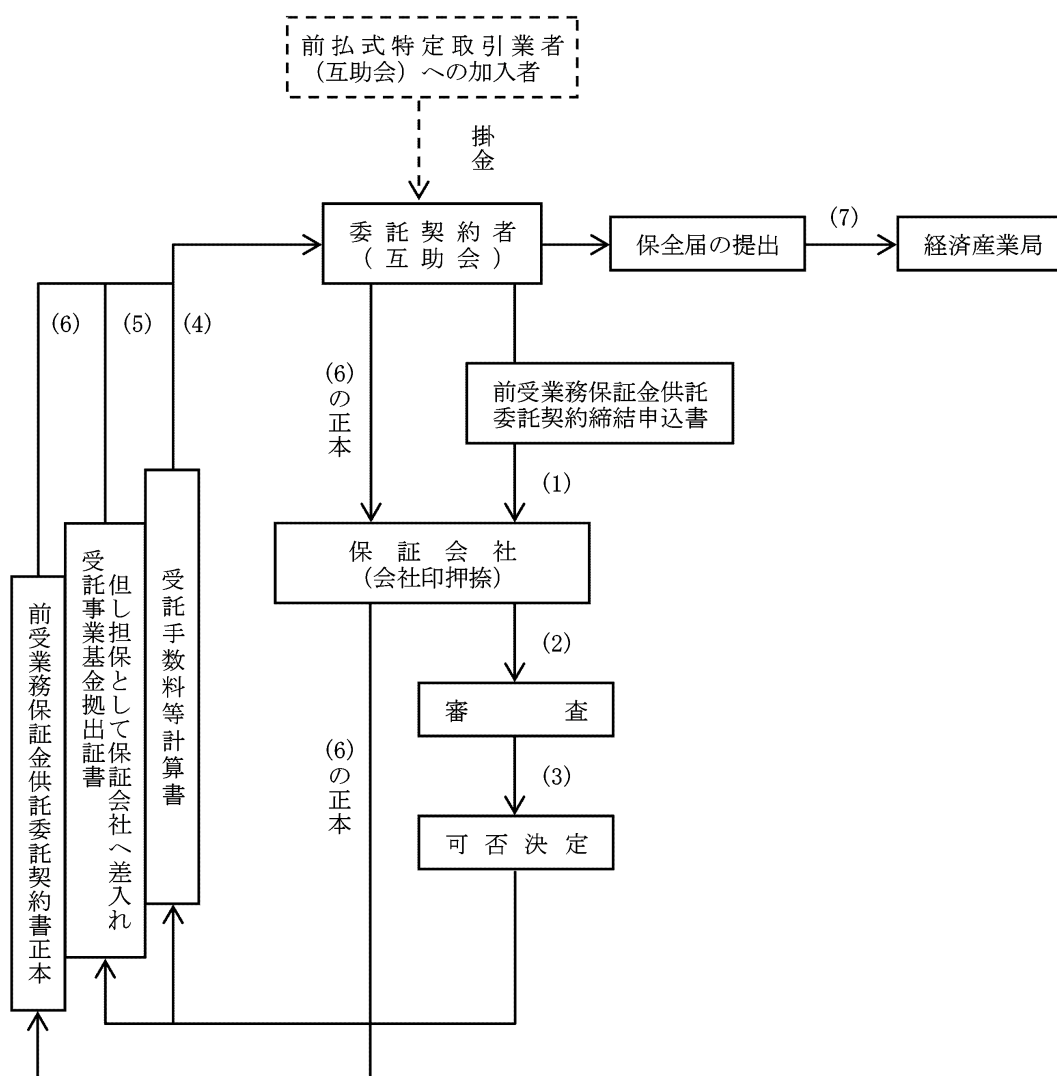 前払式特定取引業者
(互助会)への加入者
掛金
委託契約者
(互助会)
保全届の提出
(7)
経済産業局
(6)
(5)
(4)
(6)の正本
前受業務保証金供託
委託契約締結申込書
(1)
保証会社
(会社印押捺)
(2)
審査
(3)
可否決定
(6)の正本
受託手数料等計算書
受託事業基金拠出証書
但し担保として保証会社へ差入れ
前受業務保証金供託委託契約書正本